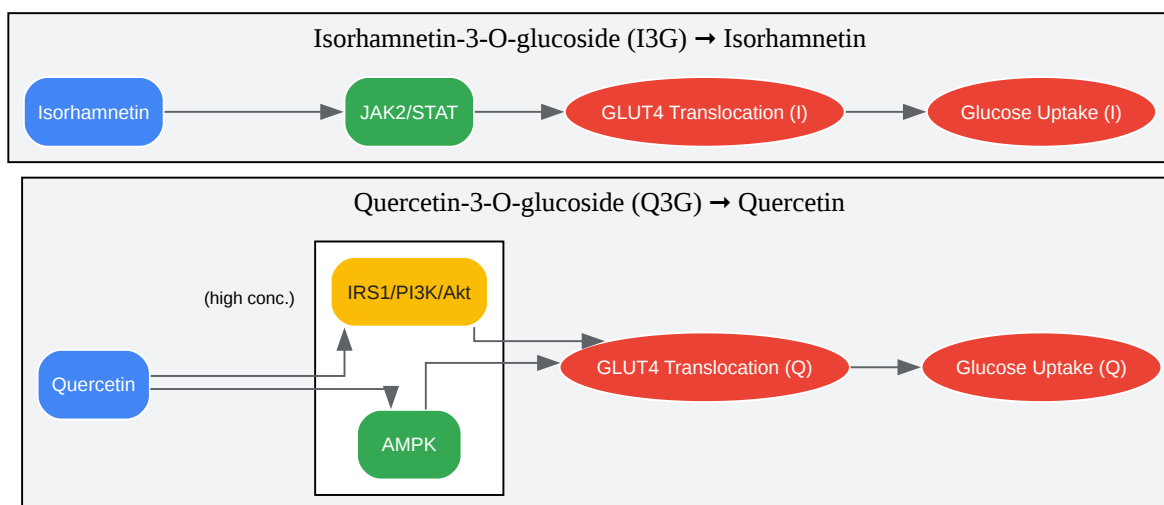 Isorhamnetin-3-O-glucoside (I3G) ➞ Isorhamnetin
Isorhamnetin
JAK2/STAT
GLUT4 Translocation (I)
Glucose Uptake (I)
Quercetin-3-O-glucoside (Q3G) ➞ Quercetin
IRS1/PI3K/Akt
(high conc.)
Quercetin
GLUT4 Translocation (Q)
Glucose Uptake (Q)
AMPK